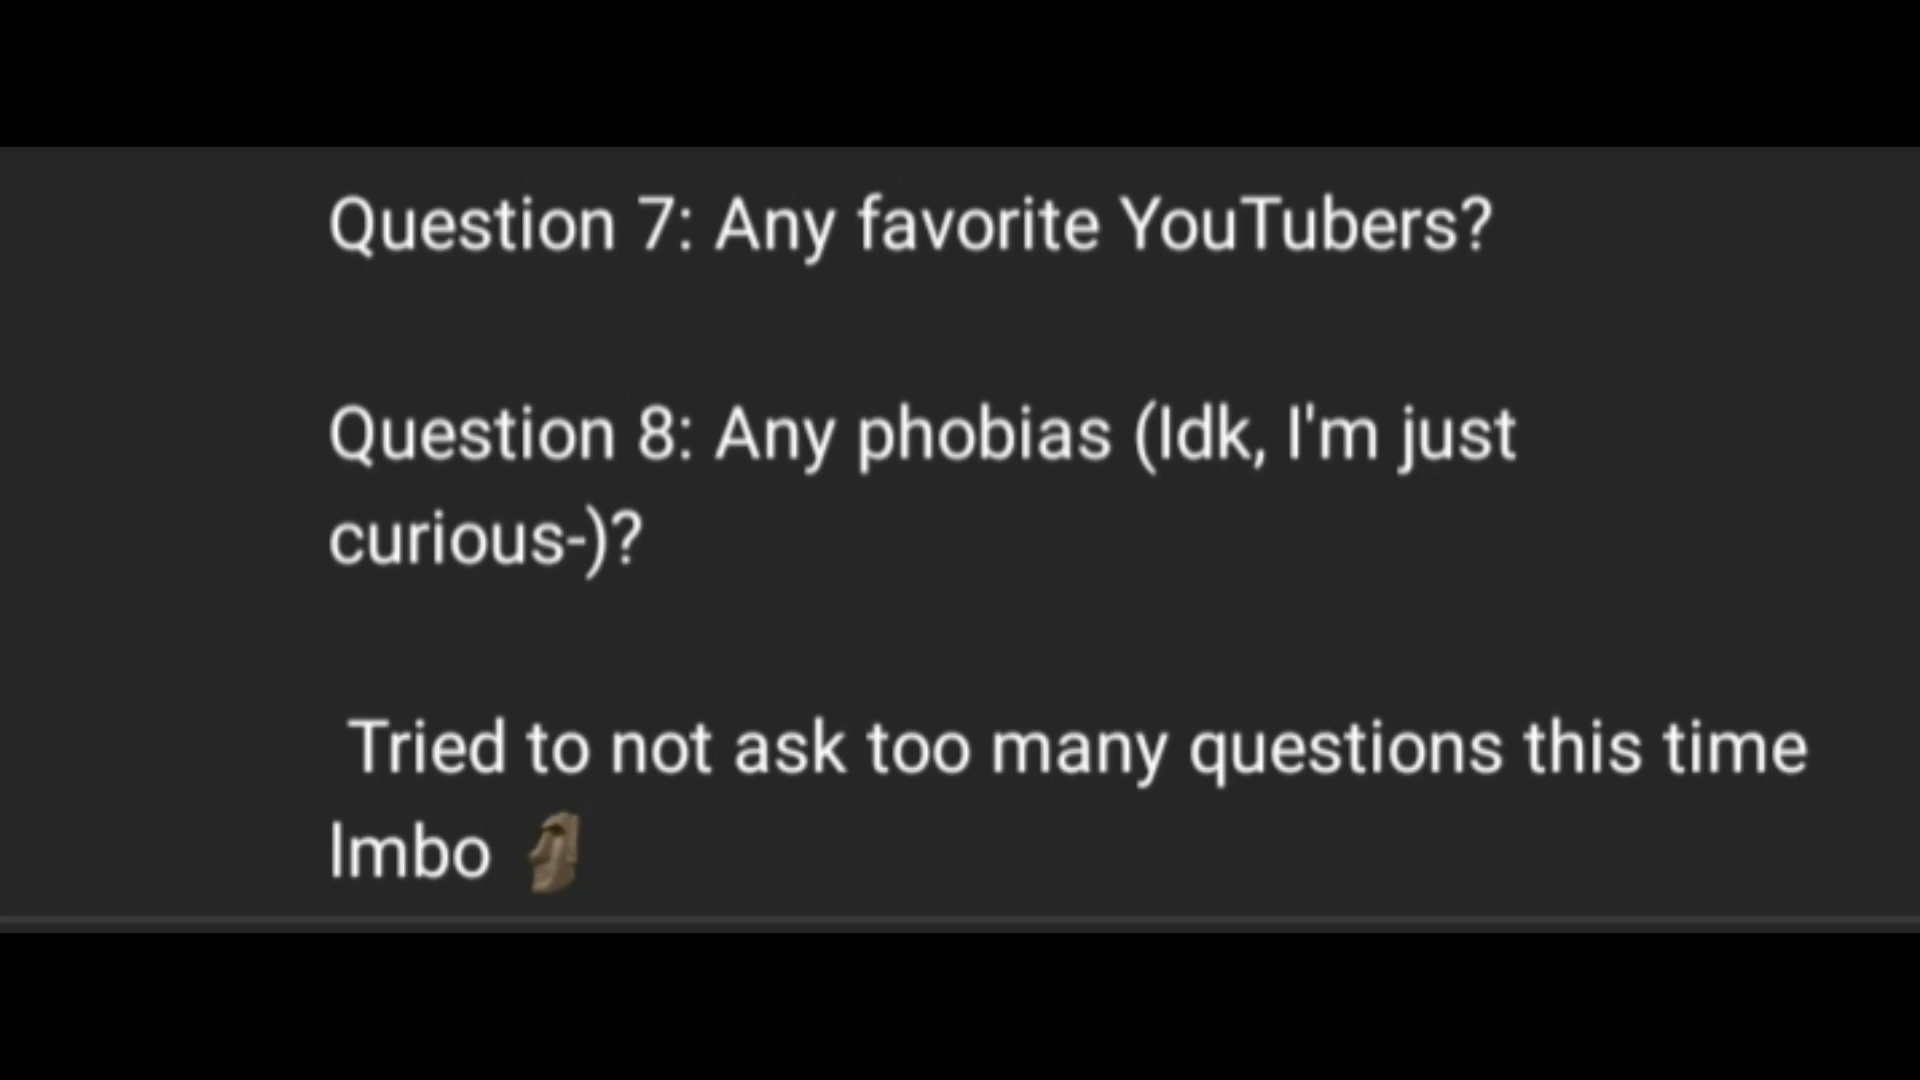 Question 7: Any favorite YouTubers?
Question 8: Any phobias (Idk, I'm just
curious-)?
Tried to not ask too many questions this time
lmbo 🗿